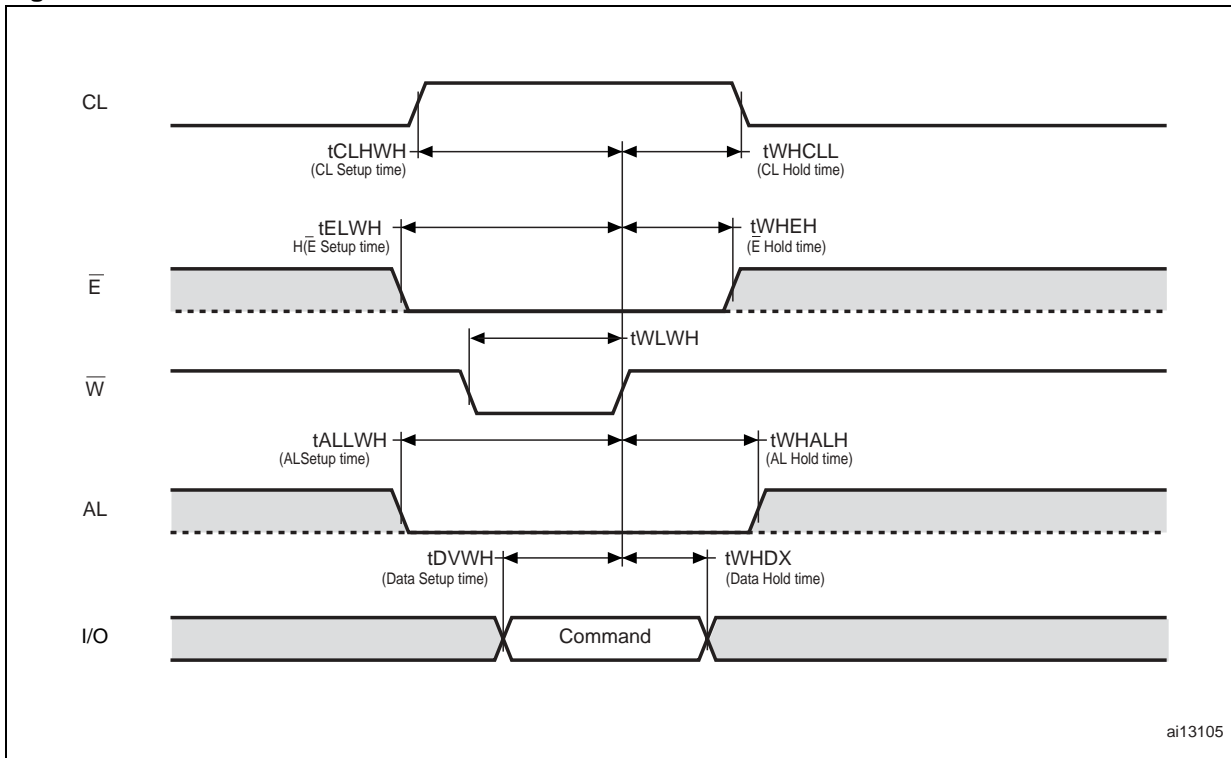 CL
tCLHWH
(CL Setup time)
tWHCLL
(CL Hold time)
tELWH
H(E̅ Setup time)
tWHEH
(E̅ Hold time)
E̅
tWLWH
W̅
tALLWH
(ALSetup time)
tWHALH
(AL Hold time)
AL
tDVWH
(Data Setup time)
tWHDX
(Data Hold time)
I/O
Command
ai13105